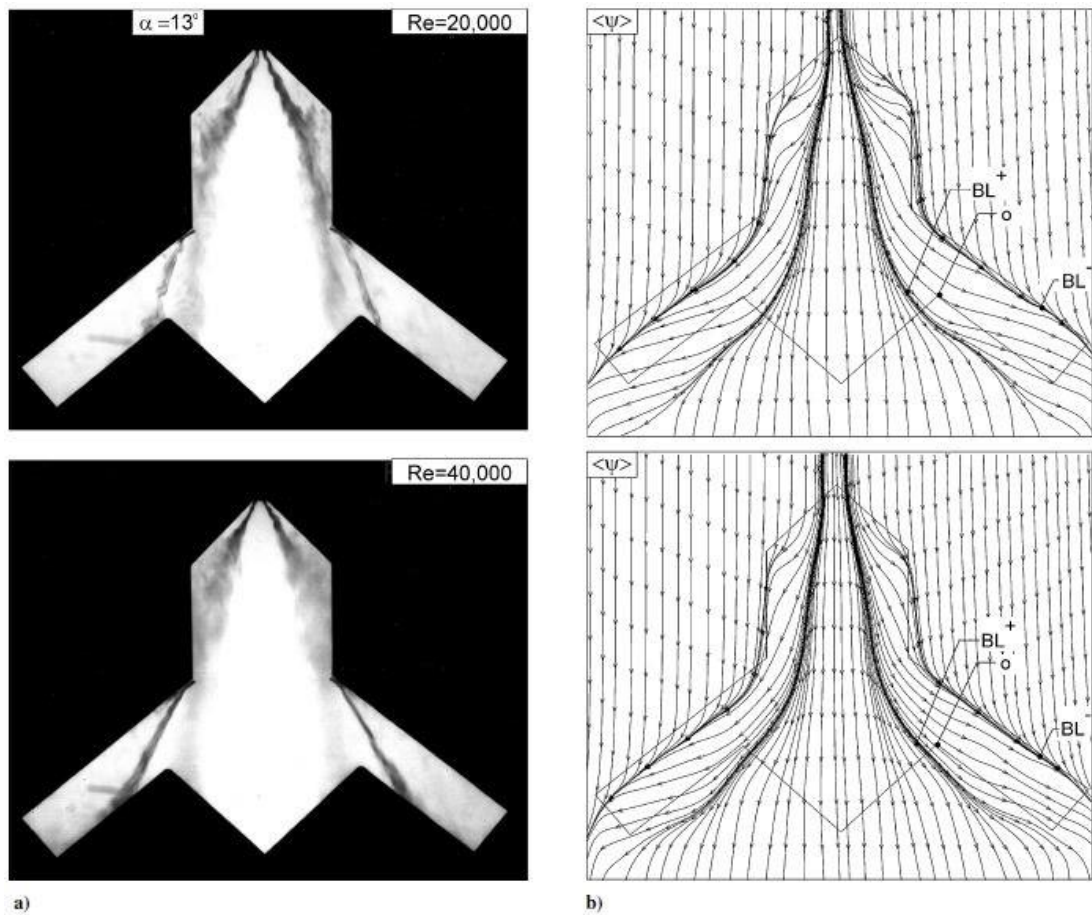 α =13°
Re=20,000
<ψ>
BL+
o
BL-
Re=40,000
<ψ>
BL+
o
BL-
a)
b)